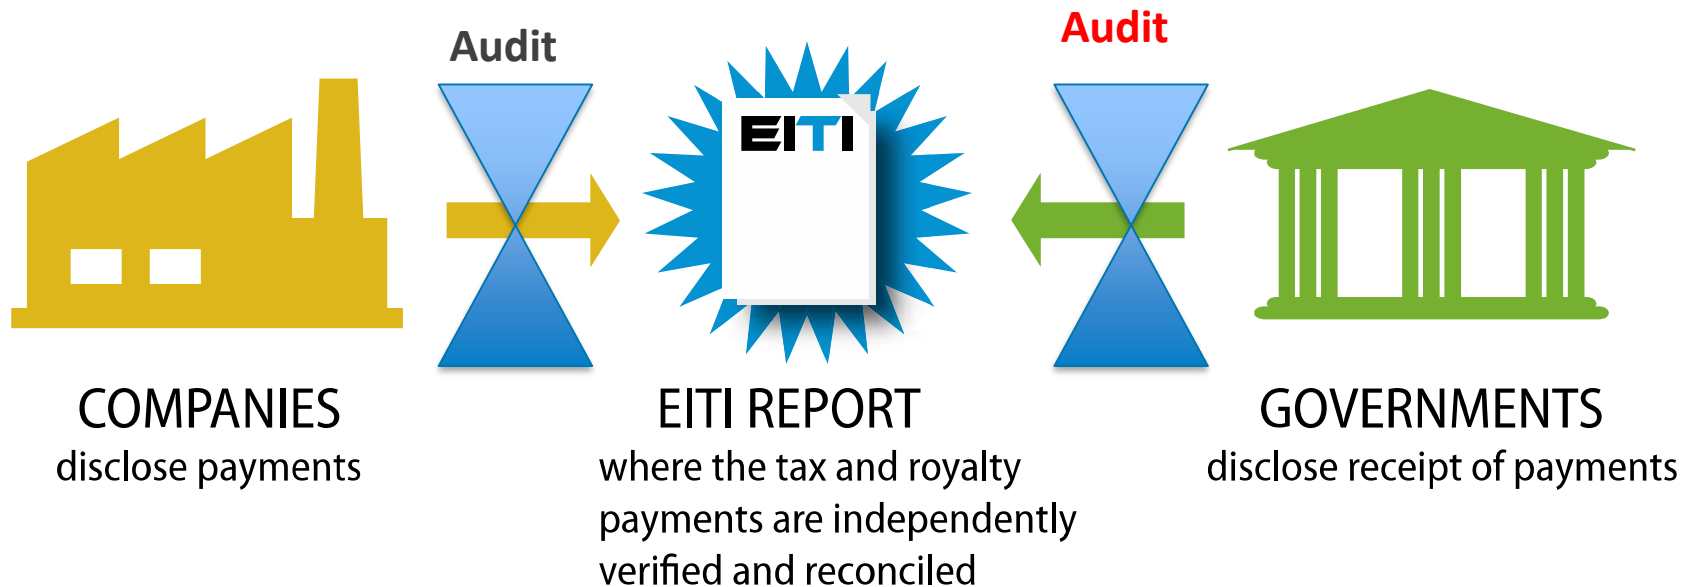 Audit
Audit
EITI
COMPANIES
disclose payments
EITI REPORT
where the tax and royalty
payments are independently
verified and reconciled
GOVERNMENTS
disclose receipt of payments